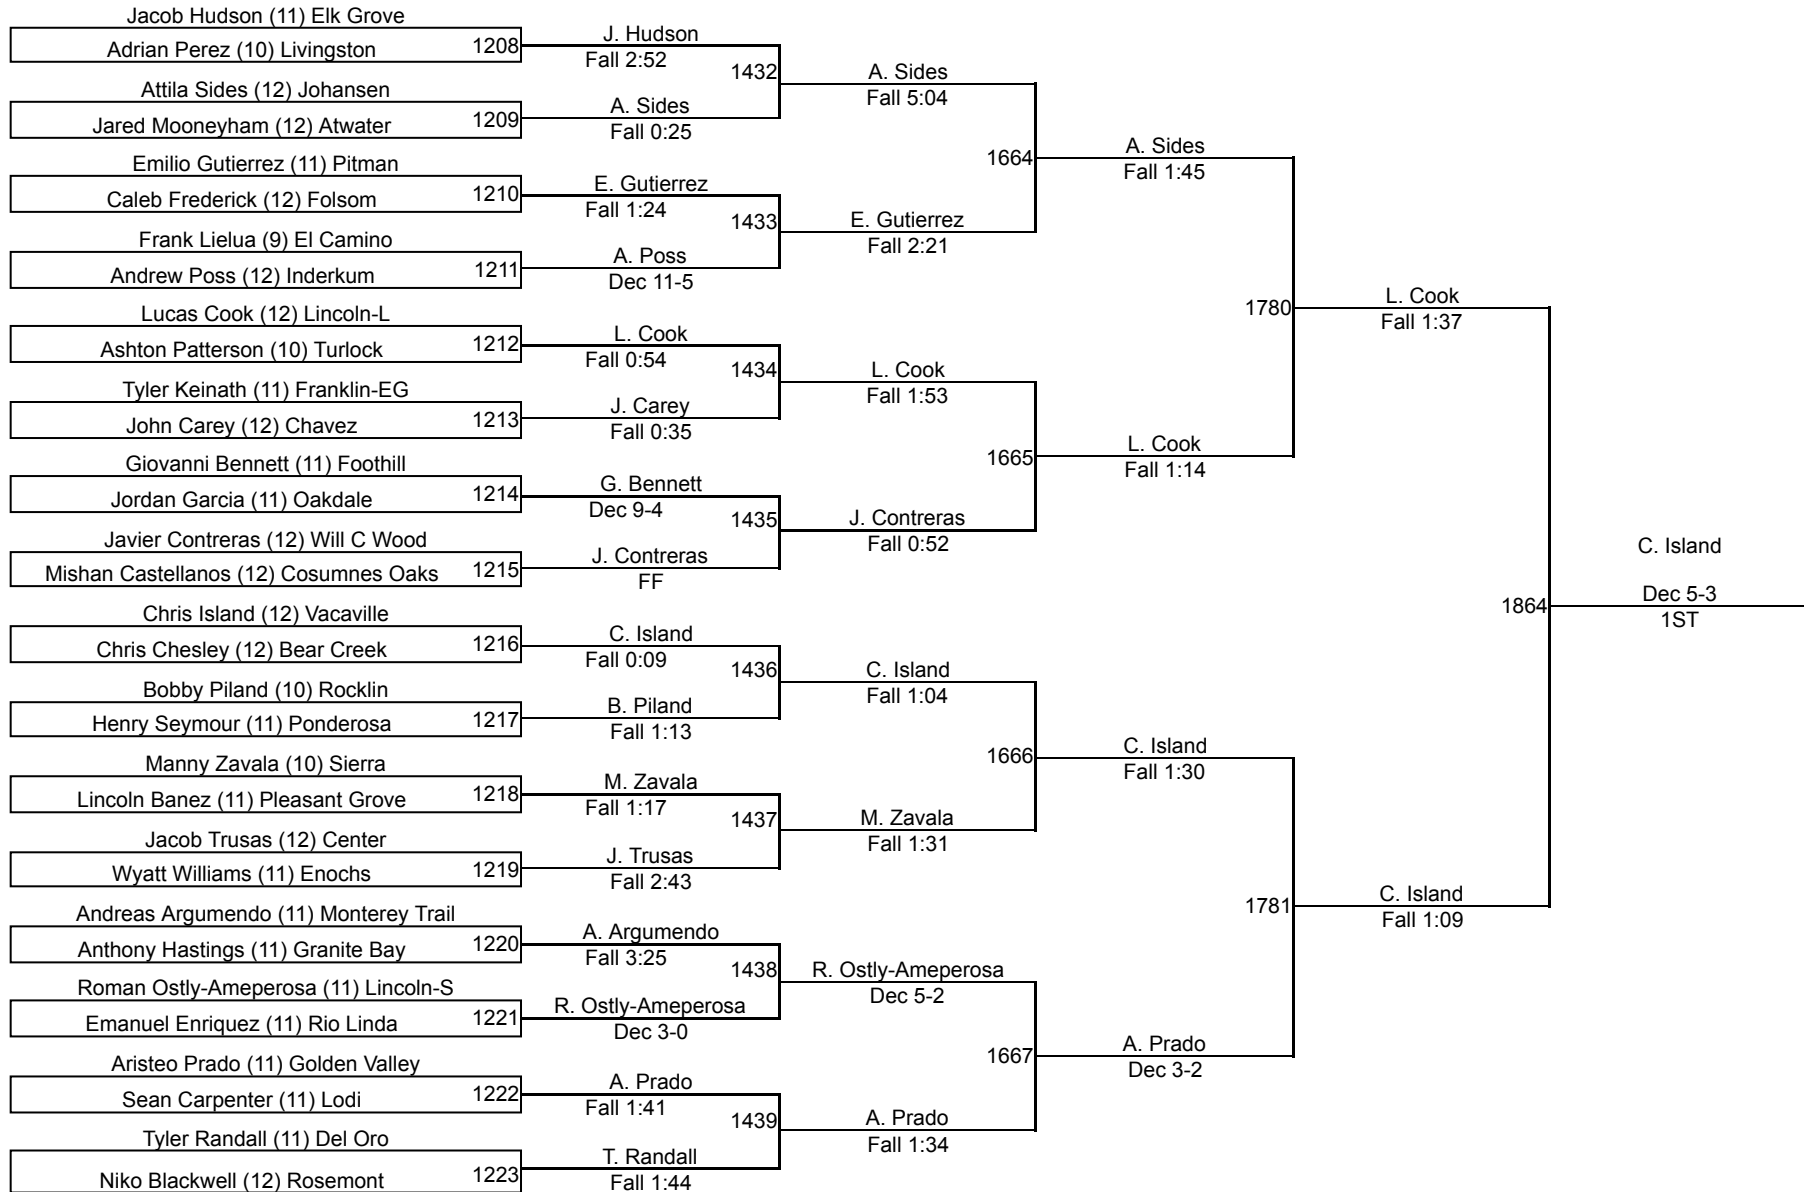 Jacob Hudson (11) Elk Grove
Adrian Perez (10) Livingston
1208
Attila Sides (12) Johansen
Jared Mooneyham (12) Atwater
1209
Emilio Gutierrez (11) Pitman
Caleb Frederick (12) Folsom
1210
Frank Lielua (9) El Camino
Andrew Poss (12) Inderkum
1211
Lucas Cook (12) Lincoln-L
Ashton Patterson (10) Turlock
1212
Tyler Keinath (11) Franklin-EG
John Carey (12) Chavez
1213
Giovanni Bennett (11) Foothill
Jordan Garcia (11) Oakdale
1214
Javier Contreras (12) Will C Wood
Mishan Castellanos (12) Cosumnes Oaks
1215
Chris Island (12) Vacaville
Chris Chesley (12) Bear Creek
1216
Bobby Piland (10) Rocklin
Henry Seymour (11) Ponderosa
1217
Manny Zavala (10) Sierra
Lincoln Banez (11) Pleasant Grove
1218
Jacob Trusas (12) Center
Wyatt Williams (11) Enochs
1219
Andreas Argumendo (11) Monterey Trail
Anthony Hastings (11) Granite Bay
1220
Roman Ostly-Ameperosa (11) Lincoln-S
Emanuel Enriquez (11) Rio Linda
1221
Aristeo Prado (11) Golden Valley
Sean Carpenter (11) Lodi
1222
Tyler Randall (11) Del Oro
Niko Blackwell (12) Rosemont
1223
J. Hudson
Fall 2:52
1432
A. Sides
Fall 0:25
E. Gutierrez
Fall 1:24
1433
A. Poss
Dec 11-5
L. Cook
Fall 0:54
1434
J. Carey
Fall 0:35
G. Bennett
Dec 9-4
1435
J. Contreras
FF
C. Island
Fall 0:09
1436
B. Piland
Fall 1:13
M. Zavala
Fall 1:17
1437
J. Trusas
Fall 2:43
A. Argumendo
Fall 3:25
1438
R. Ostly-Ameperosa
Dec 3-0
A. Prado
Fall 1:41
1439
T. Randall
Fall 1:44
A. Sides
Fall 5:04
1664
E. Gutierrez
Fall 2:21
L. Cook
Fall 1:53
1665
J. Contreras
Fall 0:52
C. Island
Fall 1:04
1666
M. Zavala
Fall 1:31
R. Ostly-Ameperosa
Dec 5-2
1667
A. Prado
Fall 1:34
A. Sides
Fall 1:45
1780
L. Cook
Fall 1:14
C. Island
Fall 1:30
1781
A. Prado
Dec 3-2
L. Cook
Fall 1:37
1864
C. Island
Fall 1:09
C. Island
Dec 5-3
1ST